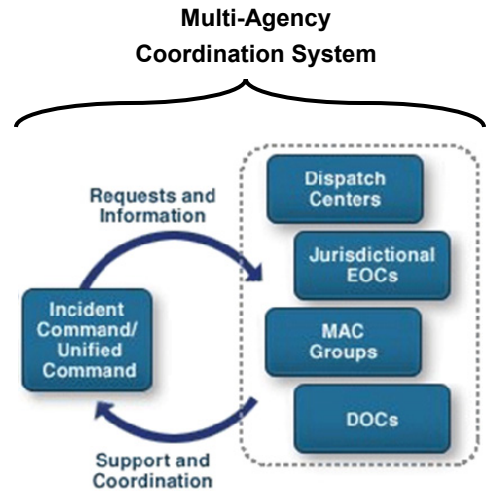 Multi-Agency
Coordination System
Requests and
Information
Dispatch
Centers
Jurisdictional
EOCs
Incident
Command/
Unified
Command
MAC
Groups
DOCs
Support and
Coordination